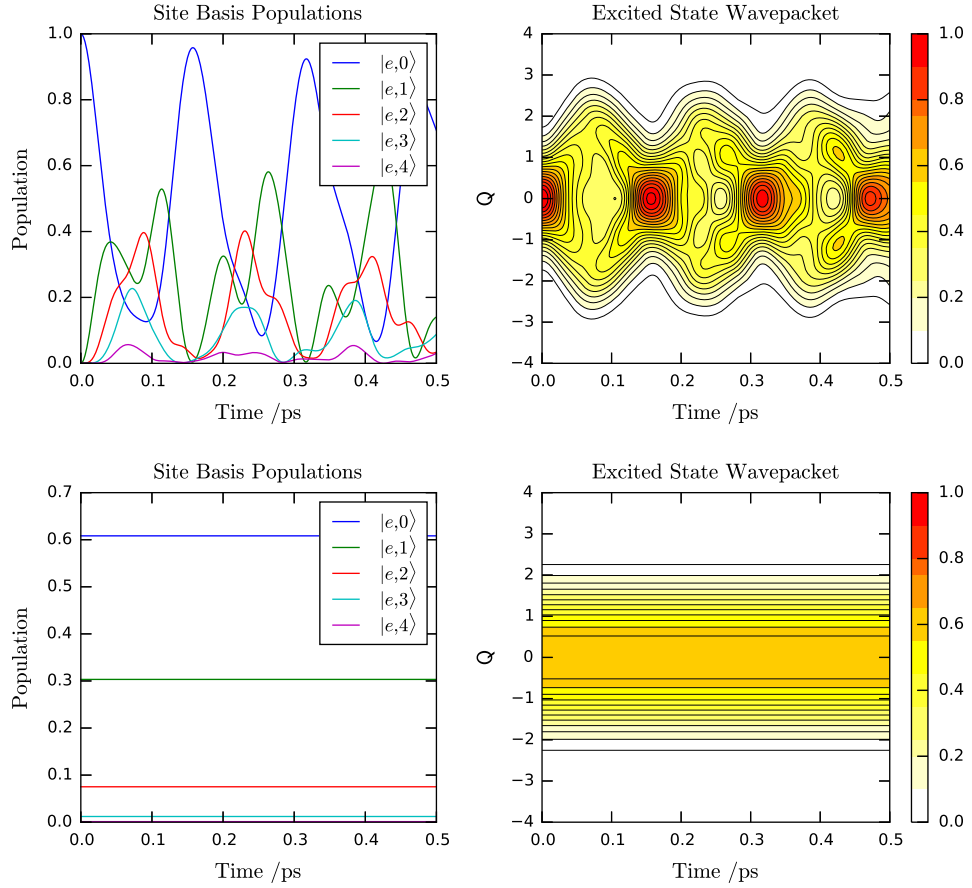 Site Basis Populations
Population
1.0
0.8
0.6
0.4
0.2
0.0
|e,0⟩
|e,1⟩
|e,2⟩
|e,3⟩
|e,4⟩
0.0 0.1 0.2 0.3 0.4 0.5
Time /ps
Excited State Wavepacket
Q
4
3
2
1
0
−1
−2
−3
−4
0.0 0.1 0.2 0.3 0.4 0.5
Time /ps
1.0
0.8
0.6
0.4
0.2
0.0
Site Basis Populations
Population
0.7
0.6
0.5
0.4
0.3
0.2
0.1
0.0
|e,0⟩
|e,1⟩
|e,2⟩
|e,3⟩
|e,4⟩
0.0 0.1 0.2 0.3 0.4 0.5
Time /ps
Excited State Wavepacket
Q
4
3
2
1
0
−1
−2
−3
−4
0.0 0.1 0.2 0.3 0.4 0.5
Time /ps
1.0
0.8
0.6
0.4
0.2
0.0